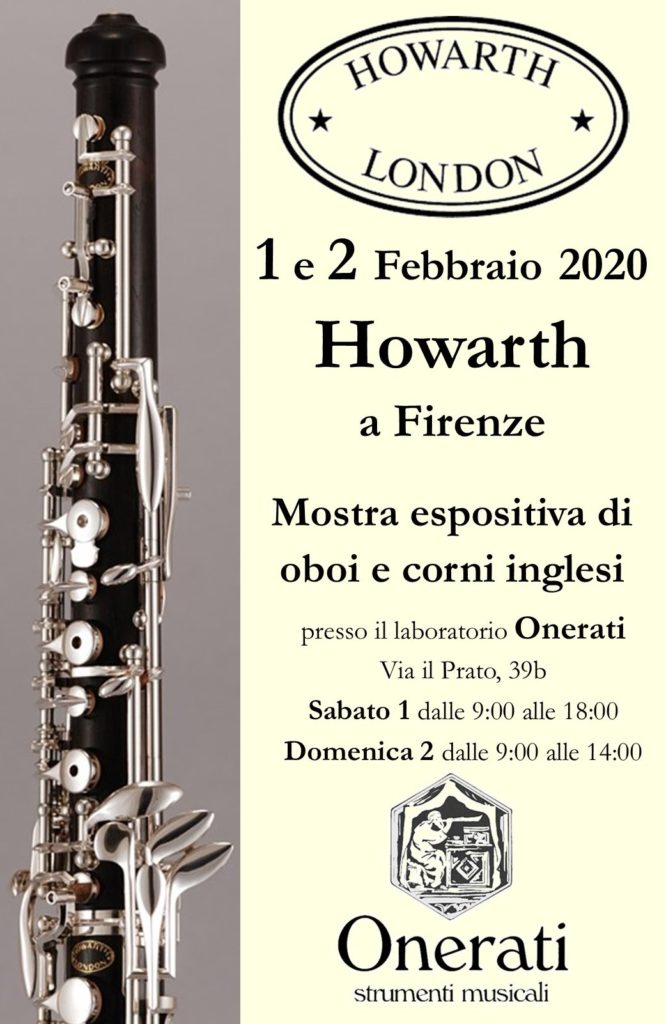 HOWARTH
LONDON
1 e 2 Febbraio 2020
Howarth
a Firenze
Mostra espositiva di
oboi e corni inglesi
presso il laboratorio Onerati
Via il Prato, 39b
Sabato 1 dalle 9:00 alle 18:00
Domenica 2 dalle 9:00 alle 14:00
Onerati
strumenti musicali
HOWARTH
LONDON